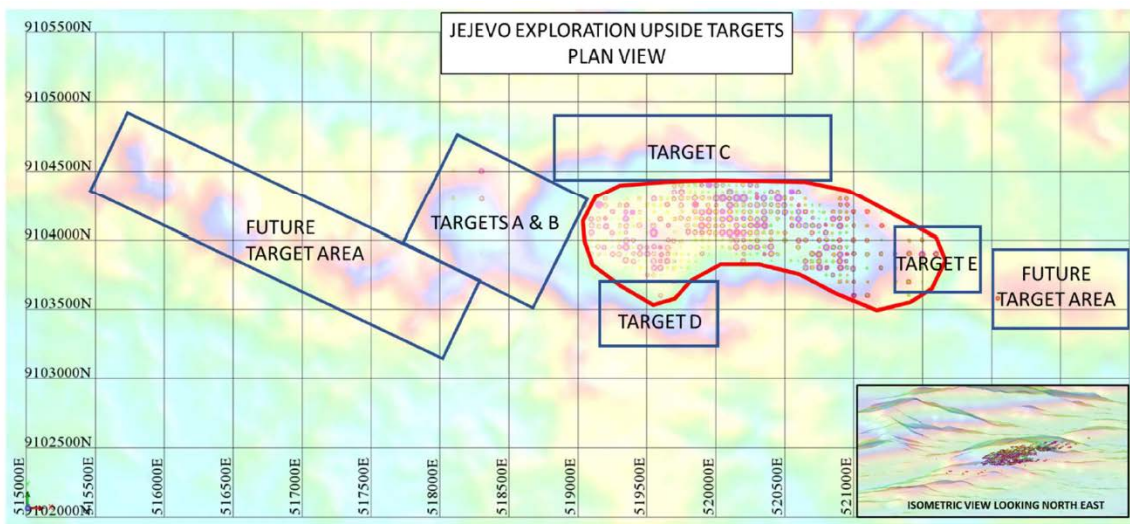 JEJEVO EXPLORATION UPSIDE TARGETS
PLAN VIEW
9105500N
9105000N
9104500N
9104000N
9103500N
9103000N
9102500N
9102000N
TARGET C
TARGETS A & B
FUTURE
TARGET AREA
TARGET E
FUTURE
TARGET AREA
TARGET D
515000E
515500E
516000E
516500E
517000E
517500E
518000E
518500E
519000E
519500E
520000E
520500E
521000E
ISOMETRIC VIEW LOOKING NORTH EAST